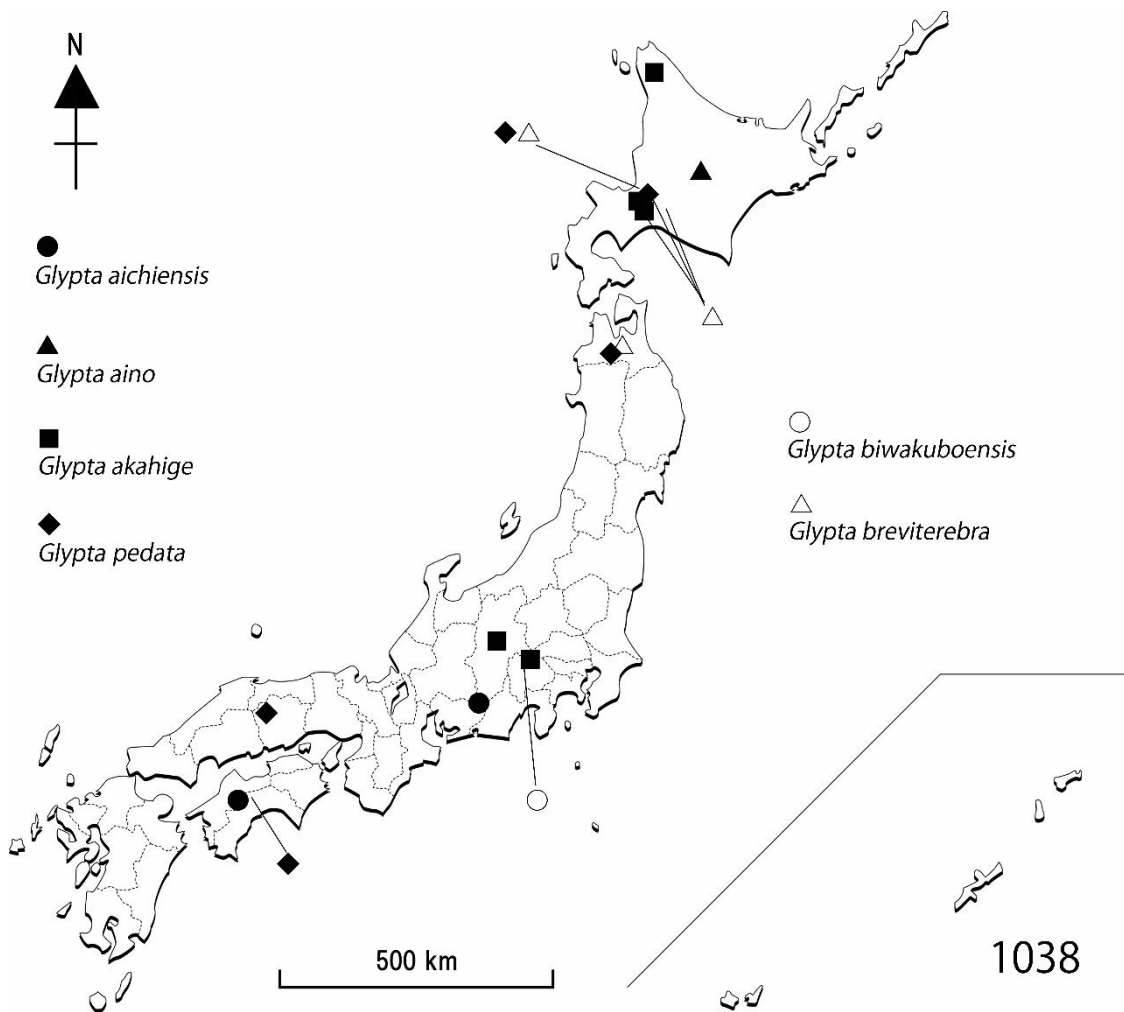 N
Glypta aichiensis
Glypta aino
Glypta akahige
Glypta pedata
Glypta biwakuboensis
Glypta breviterebra
500 km
1038